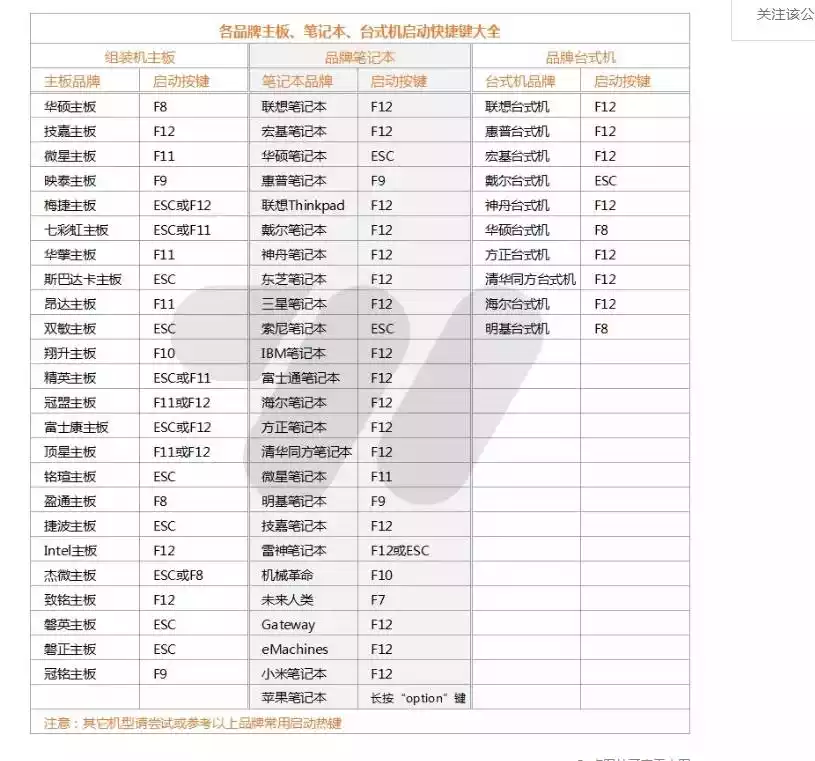 关注该公
各品牌主板、笔记本、台式机启动快捷键大全
组装机主板 品牌笔记本 品牌台式机
主板品牌 启动按键 笔记本品牌 启动按键 台式机品牌 启动按键
华硕主板 F8 联想笔记本 F12 联想台式机 F12
技嘉主板 F12 宏基笔记本 F12 惠普台式机 F12
微星主板 F11 华硕笔记本 ESC 宏基台式机 F12
映泰主板 F9 惠普笔记本 F9 戴尔台式机 ESC
梅捷主板 ESC或F12 联想Thinkpad F12 神舟台式机 F12
七彩虹主板 ESC或F11 戴尔笔记本 F12 华硕台式机 F8
华擎主板 F11 神舟笔记本 F12 方正台式机 F12
斯巴达卡主板 ESC 东芝笔记本 F12 清华同方台式机 F12
昂达主板 F11 三星笔记本 F12 海尔台式机 F12
双敏主板 ESC 索尼笔记本 ESC 明基台式机 F8
翔升主板 F10 IBM笔记本 F12
精英主板 ESC或F11 富士通笔记本 F12
冠盟主板 F11或F12 海尔笔记本 F12
富士康主板 ESC或F12 方正笔记本 F12
顶星主板 F11或F12 清华同方笔记本 F12
铭瑄主板 ESC 微星笔记本 F11
盈通主板 F8 明基笔记本 F9
捷波主板 ESC 技嘉笔记本 F12
Intel主板 F12 雷神笔记本 F12或ESC
杰微主板 ESC或F8 机械革命 F10
致铭主板 F12 未来人类 F7
磐英主板 ESC Gateway F12
磐正主板 ESC eMachines F12
冠铭主板 F9 小米笔记本 F12
苹果笔记本 长按“option”键
注意：其它机型请尝试或参考以上品牌常用启动热键